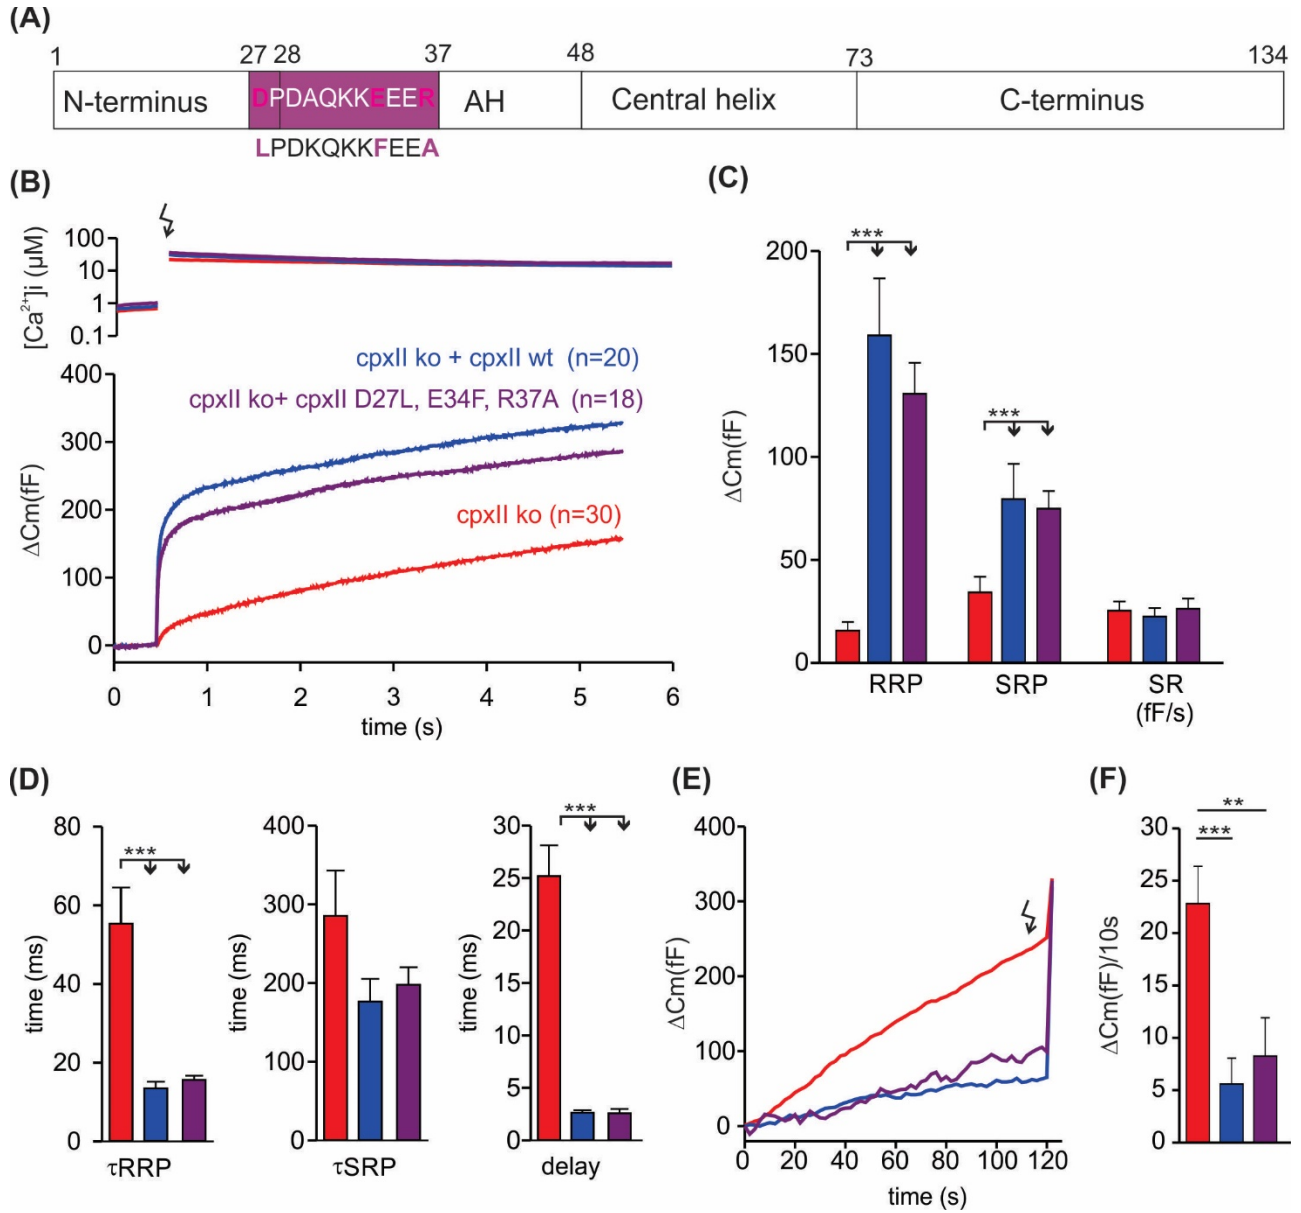 (A)
1 27 28 37 48 73 134
N-terminus DPDAQKKEEER AH Central helix C-terminus
LPDKQKKFEEA
(B)
[Ca²⁺]i (µM)
100
10
1
0.1
cpxII ko + cpxII wt (n=20)
cpxII ko+ cpxII D27L, E34F, R37A (n=18)
cpxII ko (n=30)
ΔCm(fF)
400
300
200
100
0
0 1 2 3 4 5 6
time (s)
(C)
ΔCm(fF)
200
150
100
50
0
***
***
RRP SRP SR
(fF/s)
(D)
time (ms)
80
60
40
20
0
***
τRRP
time (ms)
400
300
200
100
0
τSRP
time (ms)
30
25
20
15
10
5
0
***
delay
(E)
ΔCm(fF)
400
300
200
100
0
0 20 40 60 80 100 120
time (s)
(F)
ΔCm(fF)/10s
30
25
20
15
10
5
0
**
***